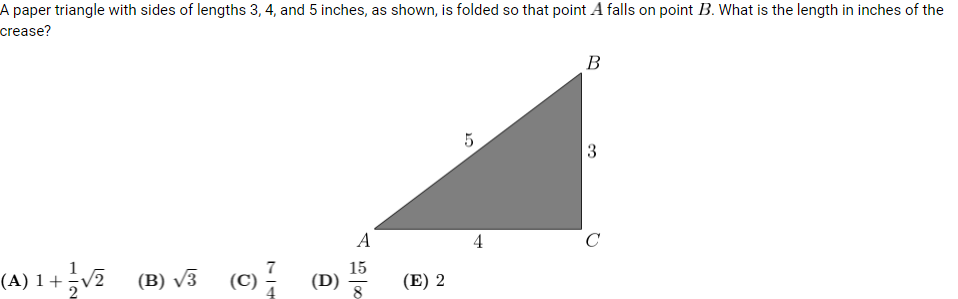 A paper triangle with sides of lengths 3, 4, and 5 inches, as shown, is folded so that point A falls on point B. What is the length in inches of the
crease?
B
5
3
A
4
C
(A) 1 + 1/2 √2 (B) √3 (C) 7/4 (D) 15/8 (E) 2